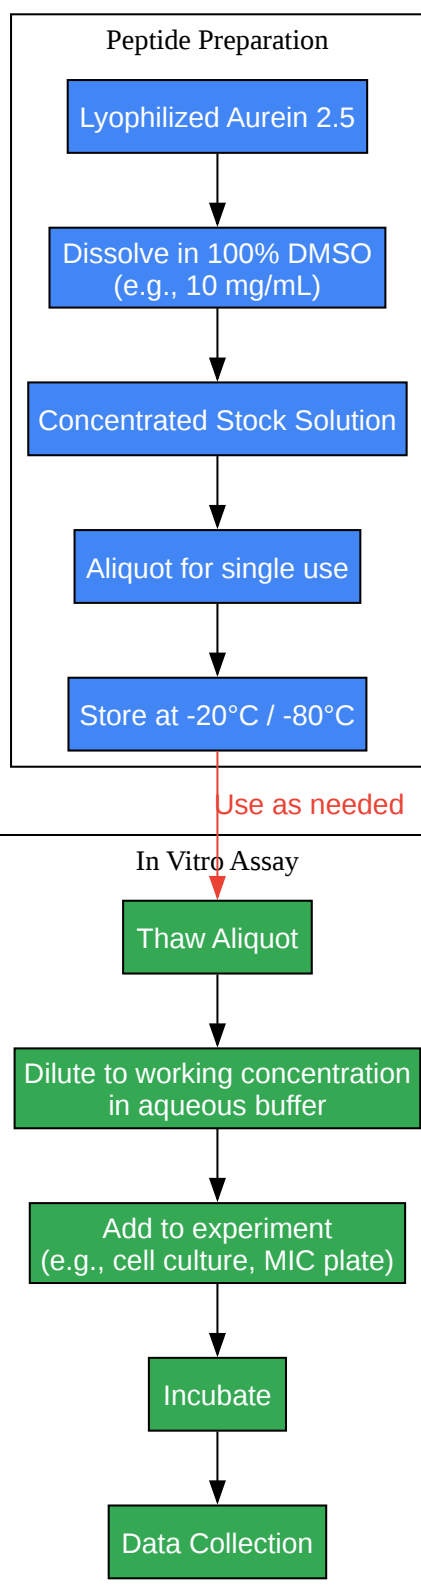 Peptide Preparation
Lyophilized Aurein 2.5
Dissolve in 100% DMSO
(e.g., 10 mg/mL)
Concentrated Stock Solution
Aliquot for single use
Store at -20°C / -80°C
Use as needed
In Vitro Assay
Thaw Aliquot
Dilute to working concentration
in aqueous buffer
Add to experiment
(e.g., cell culture, MIC plate)
Incubate
Data Collection